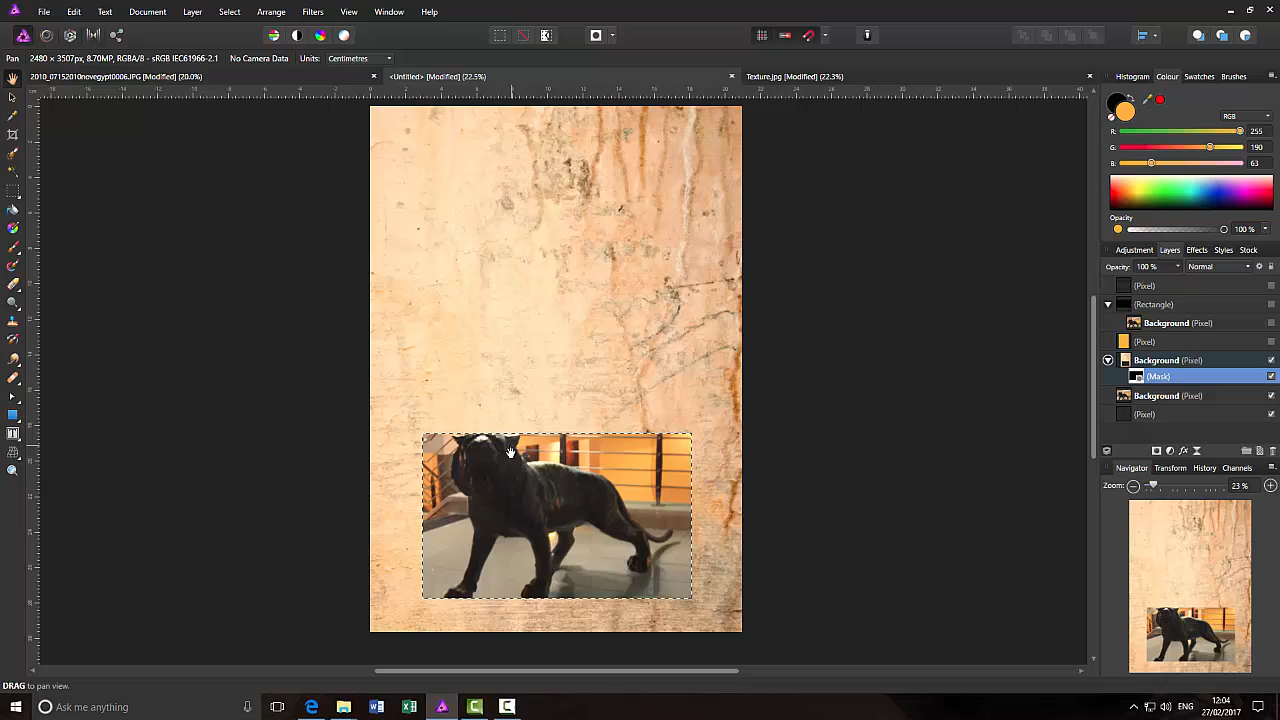 File Edit Text Document Layer Select Arrange Filters View Window Help
Pan 2480 × 3507px, 8.70MP, RGBA/8 - sRGB IEC61966-2.1 No Camera Data Units: Centimetres
2010_07152010nevegypt0006.JPG [Modified] (20.0%) <Untitled> [Modified] (22.5%) Texture.jpg [Modified] (22.3%)
Histogram Colour Swatches Brushes
RGB
R: 255
G: 190
B: 63
Opacity
100 %
Adjustment Layers Effects Styles Stock
Opacity: 100 % Normal
(Pixel)
(Rectangle)
Background (Pixel)
(Pixel)
Background (Pixel)
(Mask)
Background (Pixel)
(Pixel)
Navigator Transform History Channels
Zoom: 23 %
DRAG to pan view.
Ask me anything
ENG
12:04
27/02/2017